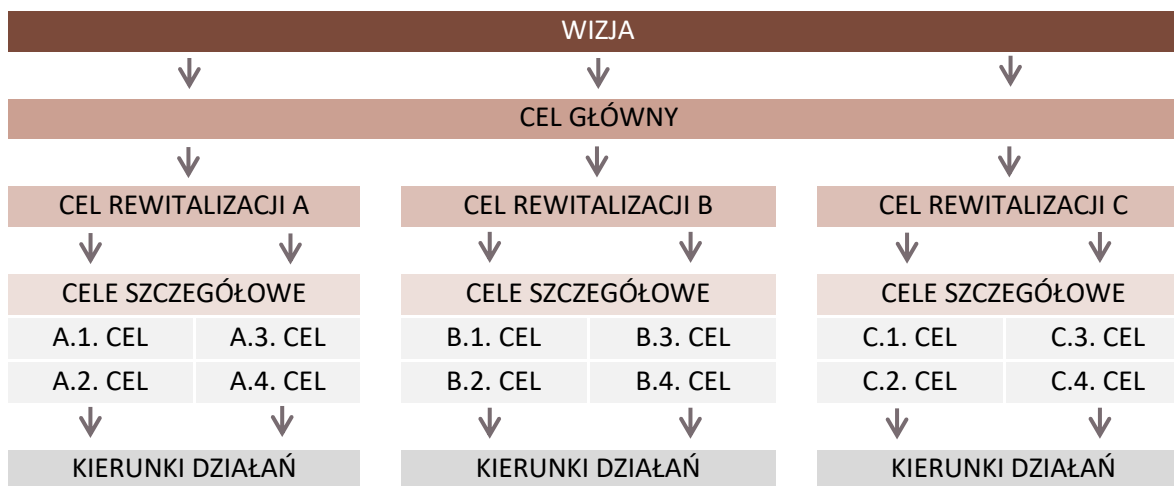 WIZJA
CEL GŁÓWNY
CEL REWITALIZACJI A
CEL REWITALIZACJI B
CEL REWITALIZACJI C
CELE SZCZEGÓŁOWE
CELE SZCZEGÓŁOWE
CELE SZCZEGÓŁOWE
A.1. CEL
A.3. CEL
B.1. CEL
B.3. CEL
C.1. CEL
C.3. CEL
A.2. CEL
A.4. CEL
B.2. CEL
B.4. CEL
C.2. CEL
C.4. CEL
KIERUNKI DZIAŁAŃ
KIERUNKI DZIAŁAŃ
KIERUNKI DZIAŁAŃ